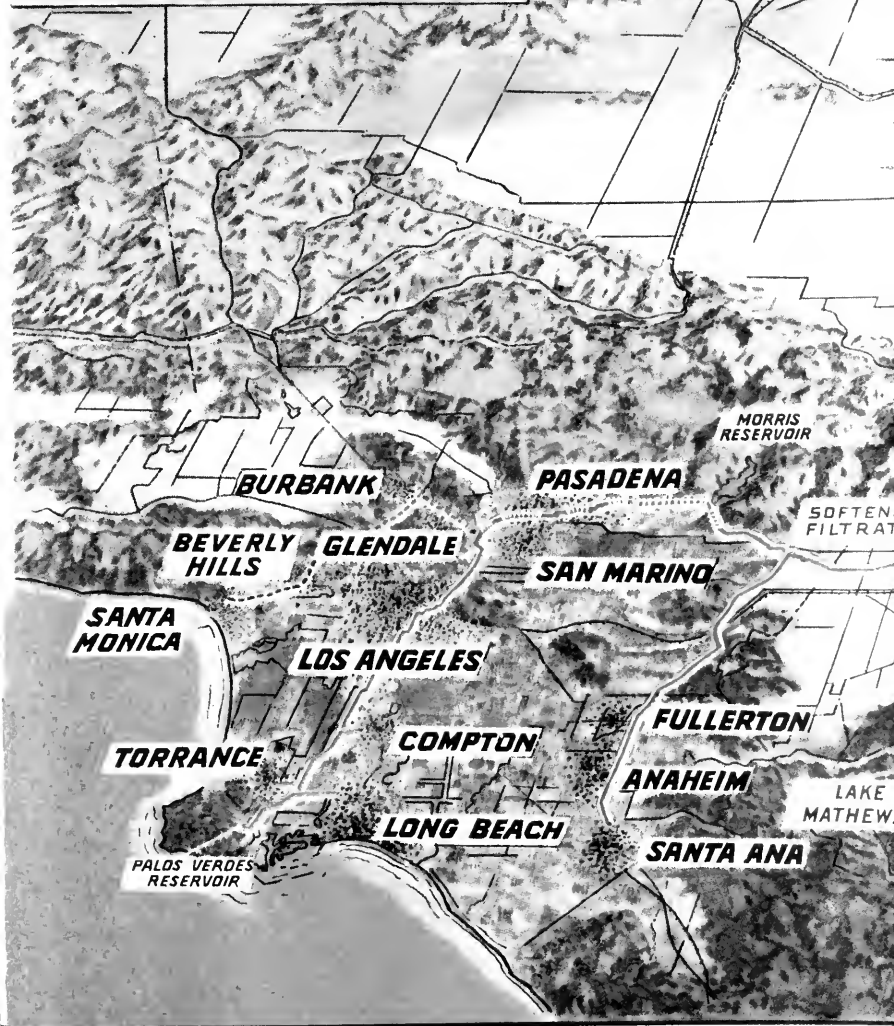 MORRIS
RESERVOIR
BURBANK
PASADENA
BEVERLY
HILLS
GLENDALE
SAN MARINO
SANTA
MONICA
LOS ANGELES
FULLERTON
TORRANCE
COMPTON
ANAHEIM
LAKE
LONG BEACH
SANTA ANA
PALOS VERDES
RESERVOIR